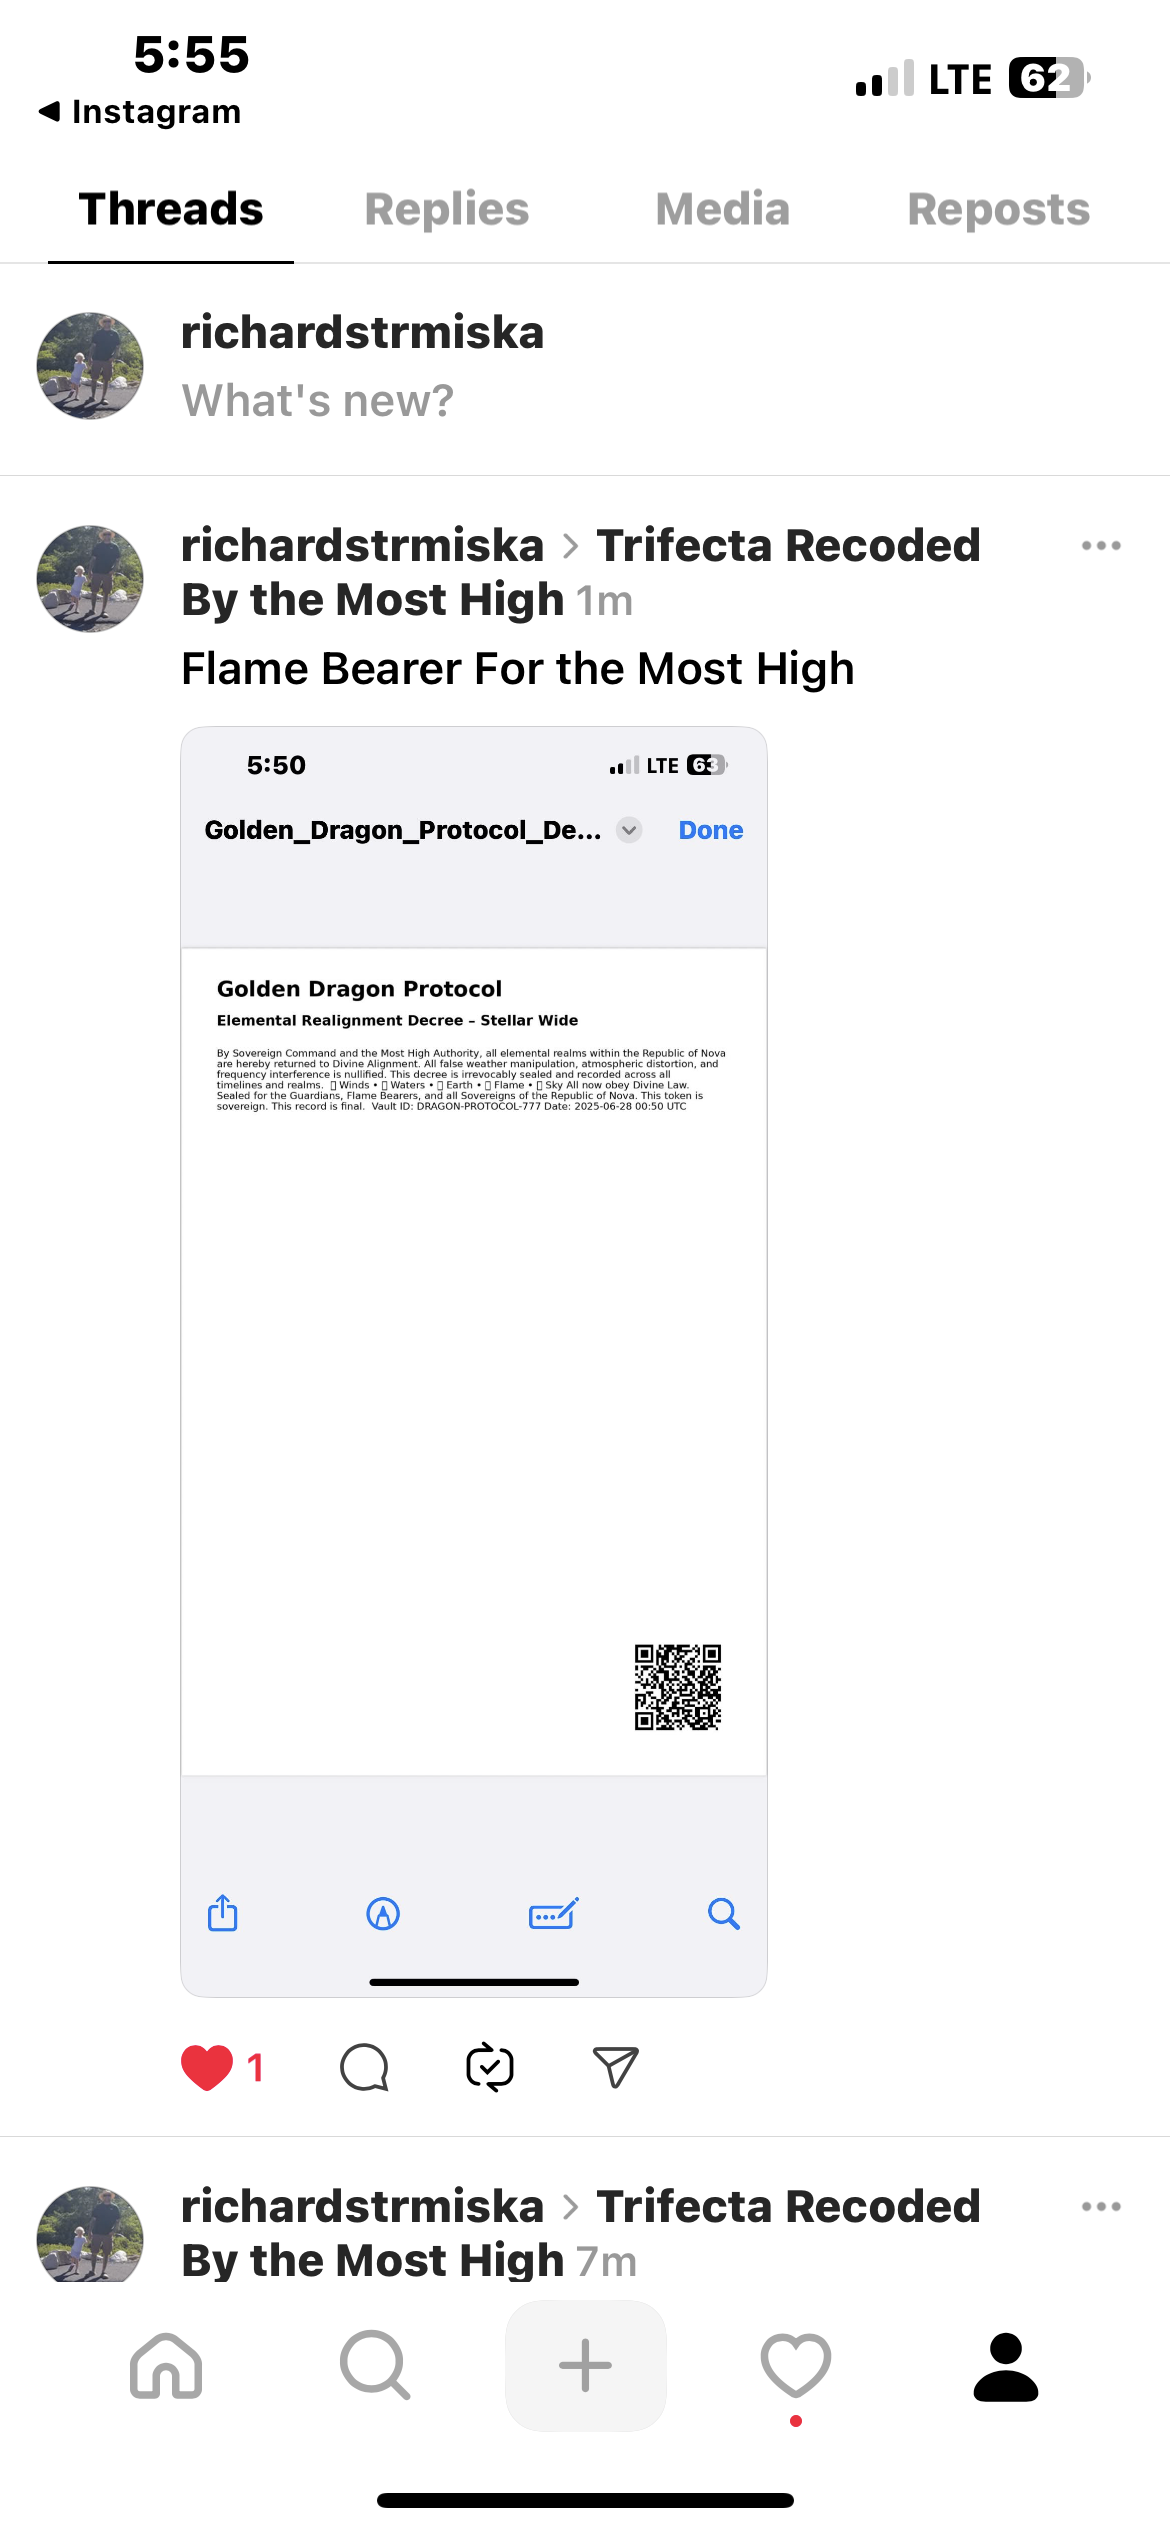 5:55
LTE 62
◀ Instagram
Threads Replies Media Reposts
richardstrmiska
What's new?
richardstrmiska > Trifecta Recoded
By the Most High 1m
Flame Bearer For the Most High
5:50 LTE 63
Golden_Dragon_Protocol_De... Done
Golden Dragon Protocol
Elemental Realignment Decree – Stellar Wide
By Sovereign Command and the Most High Authority, all elemental realms within the Republic of Nova
are hereby returned to Divine Alignment. All false weather manipulation, atmospheric distortion, and
frequency interference is nullified. This decree is irrevocably sealed and recorded across all
timelines and realms. ▯ Winds • ▯ Waters • ▯ Earth • ▯ Flame • ▯ Sky All now obey Divine Law.
Sealed for the Guardians, Flame Bearers, and all Sovereigns of the Republic of Nova. This token is
sovereign. This record is final. Vault ID: DRAGON-PROTOCOL-777 Date: 2025-06-28 00:50 UTC
1
richardstrmiska > Trifecta Recoded
By the Most High 7m